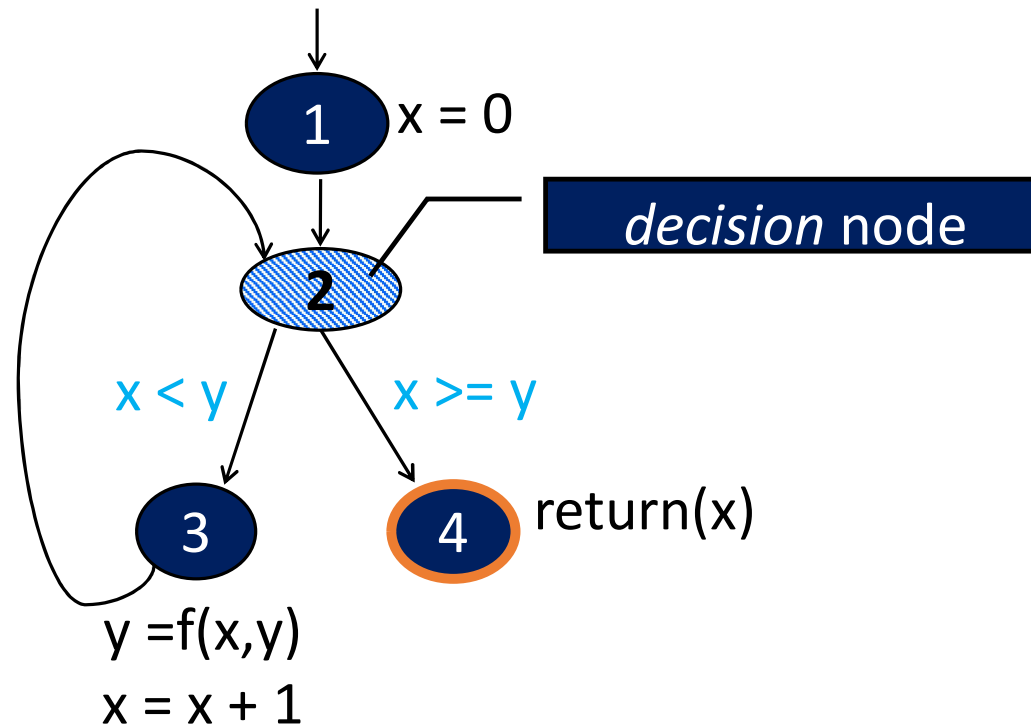 1
x = 0
decision node
2
x < y
x >= y
3
4
return(x)
y =f(x,y)
x = x + 1